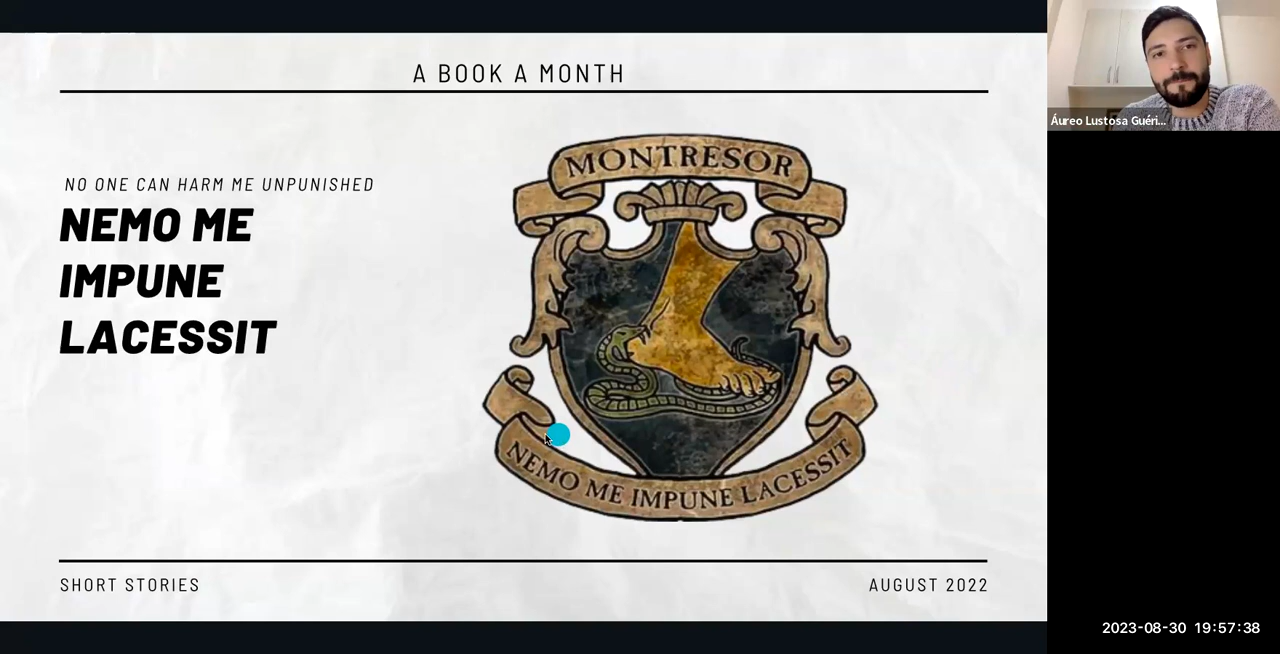 A BOOK A MONTH
NO ONE CAN HARM ME UNPUNISHED
NEMO ME
IMPUNE
LACESSIT
MONTRESOR
NEMO ME IMPUNE LACESSIT
SHORT STORIES
AUGUST 2022
Áureo Lustosa Guéri...
2023-08-30 19:57:38